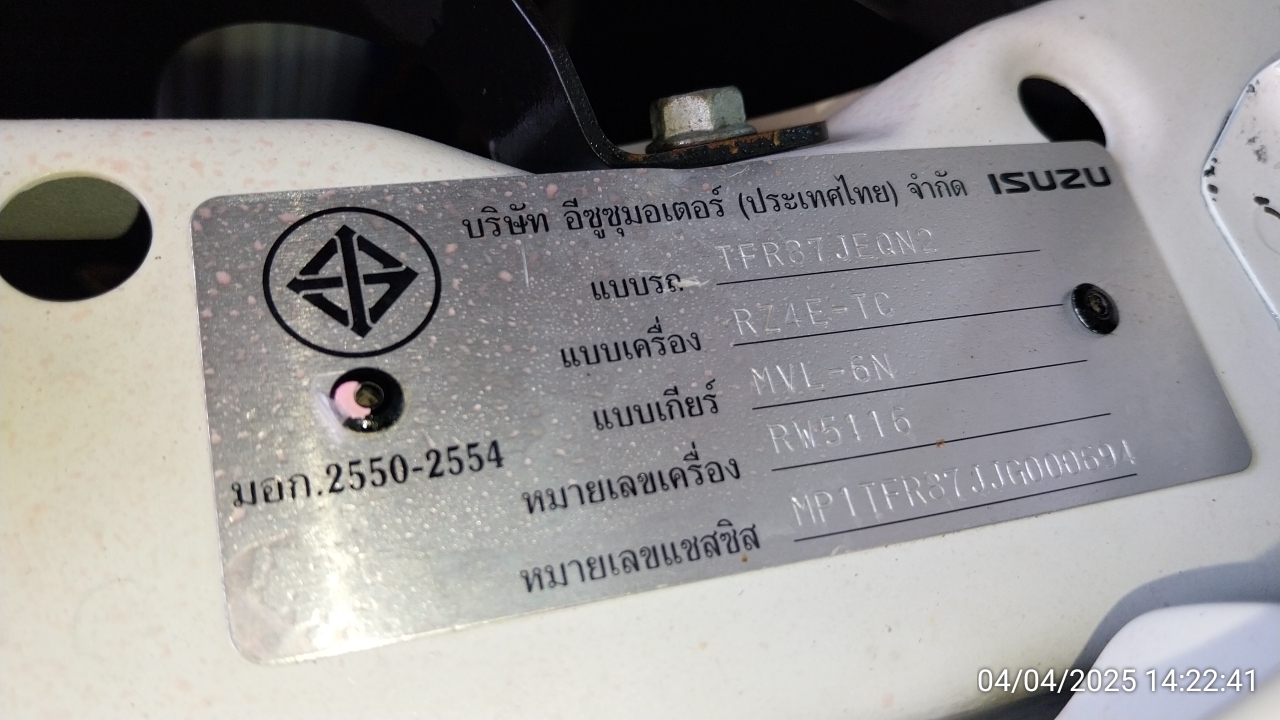 บริษัท อีซูซุมอเตอร์ (ประเทศไทย) จำกัด ISUZU
แบบรถ TFR87JEQN2
แบบเครื่อง RZ4E-TC
แบบเกียร์ MVL-6N
หมายเลขเครื่อง RW5116
หมายเลขแชสซิส MP1TFR87JJG000694
มอก.2550-2554
04/04/2025 14:22:41